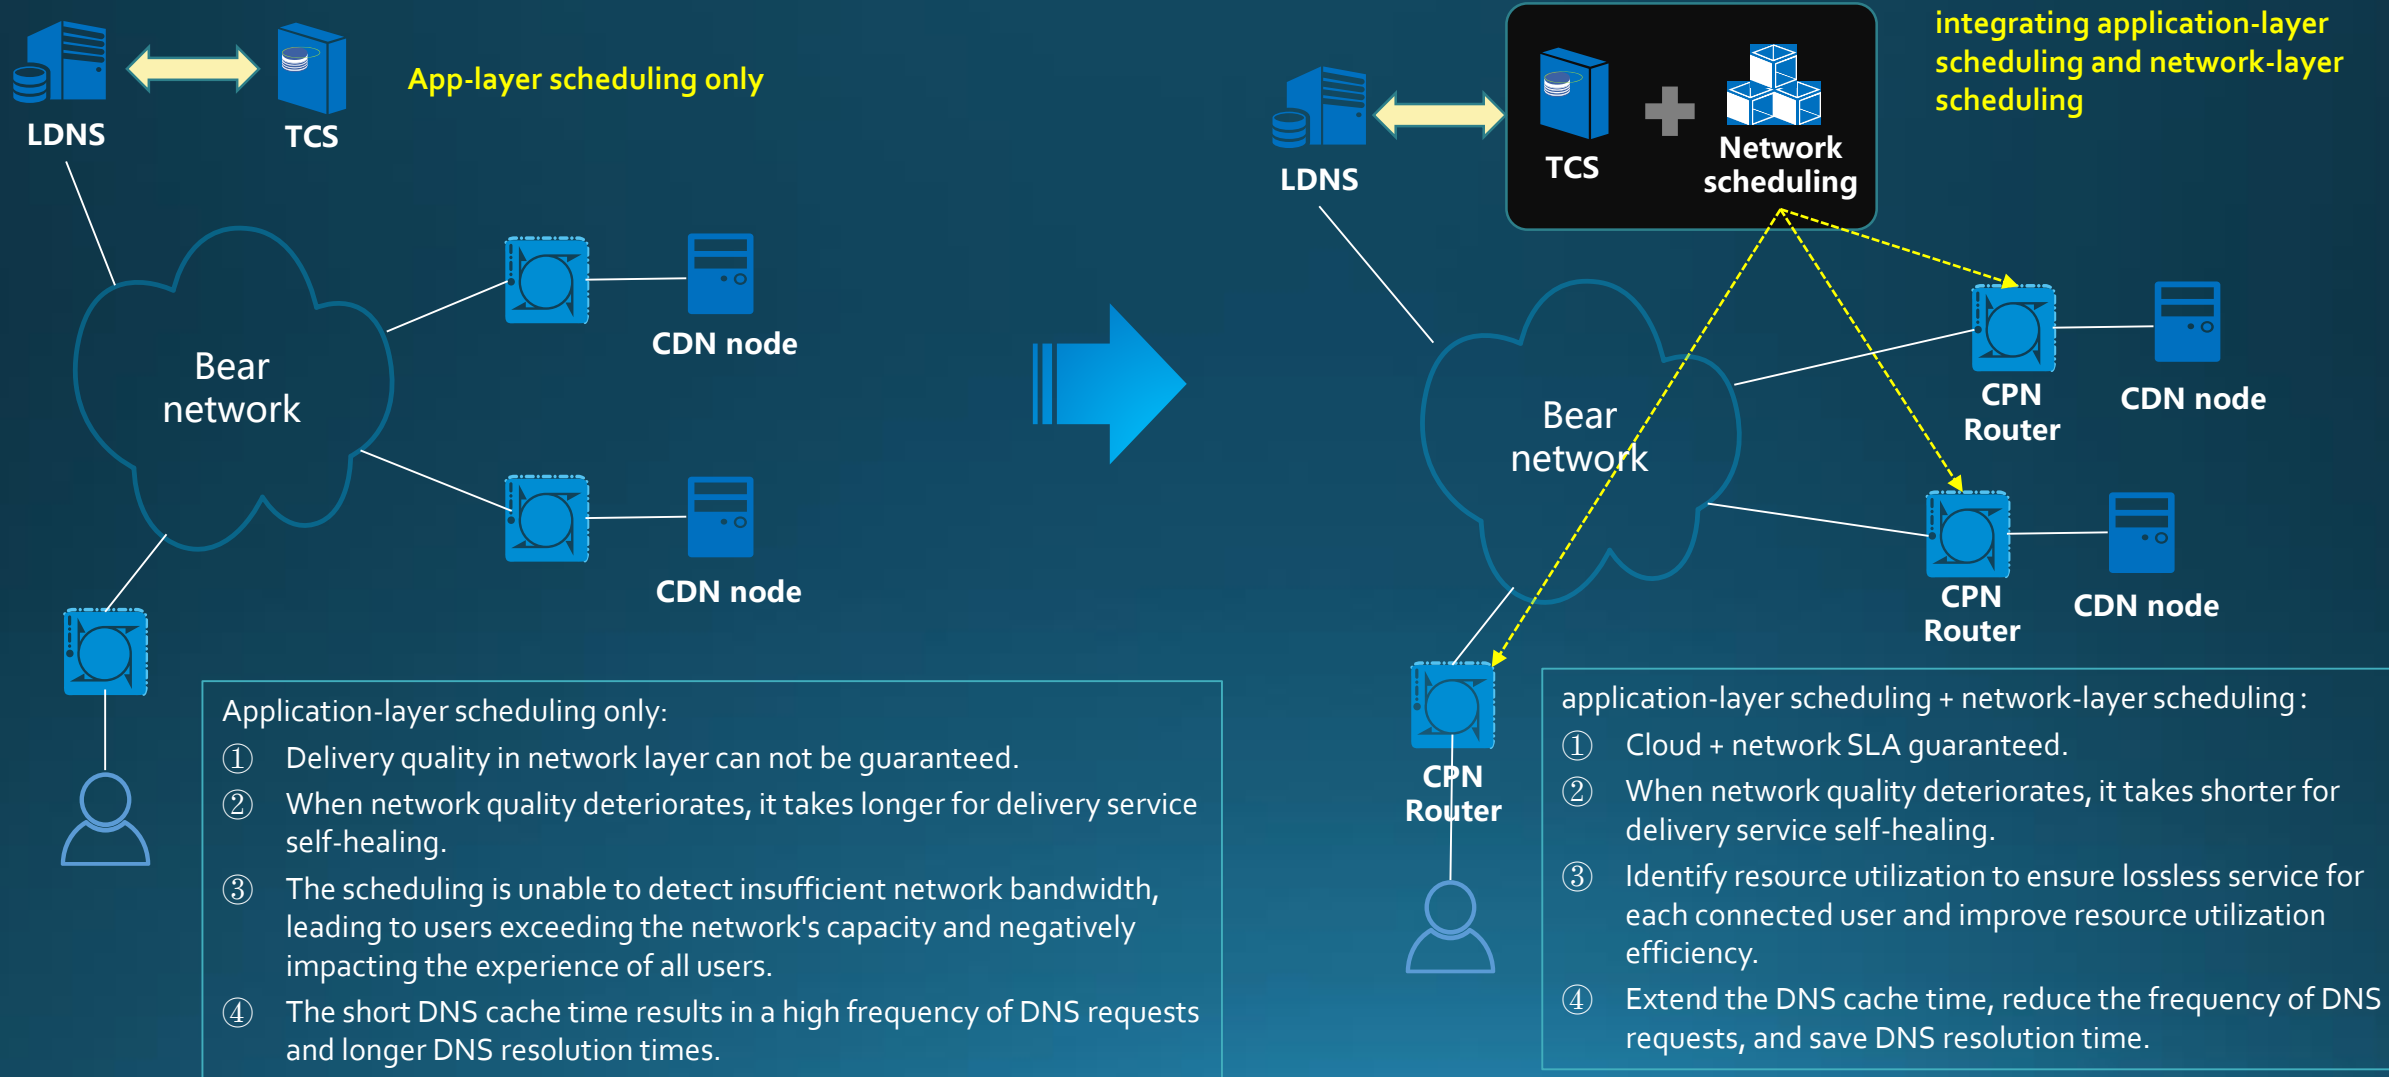 App-layer scheduling only
LDNS
TCS
Bear
network
CDN node
CDN node
Application-layer scheduling only:
① Delivery quality in network layer can not be guaranteed.
② When network quality deteriorates, it takes longer for delivery service
self-healing.
③ The scheduling is unable to detect insufficient network bandwidth,
leading to users exceeding the network's capacity and negatively
impacting the experience of all users.
④ The short DNS cache time results in a high frequency of DNS requests
and longer DNS resolution times.
integrating application-layer
scheduling and network-layer
scheduling
LDNS
TCS
Network
scheduling
Bear
network
CPN
Router
CDN node
CPN
Router
CDN node
CPN
Router
application-layer scheduling + network-layer scheduling:
① Cloud + network SLA guaranteed.
② When network quality deteriorates, it takes shorter for
delivery service self-healing.
③ Identify resource utilization to ensure lossless service for
each connected user and improve resource utilization
efficiency.
④ Extend the DNS cache time, reduce the frequency of DNS
requests, and save DNS resolution time.